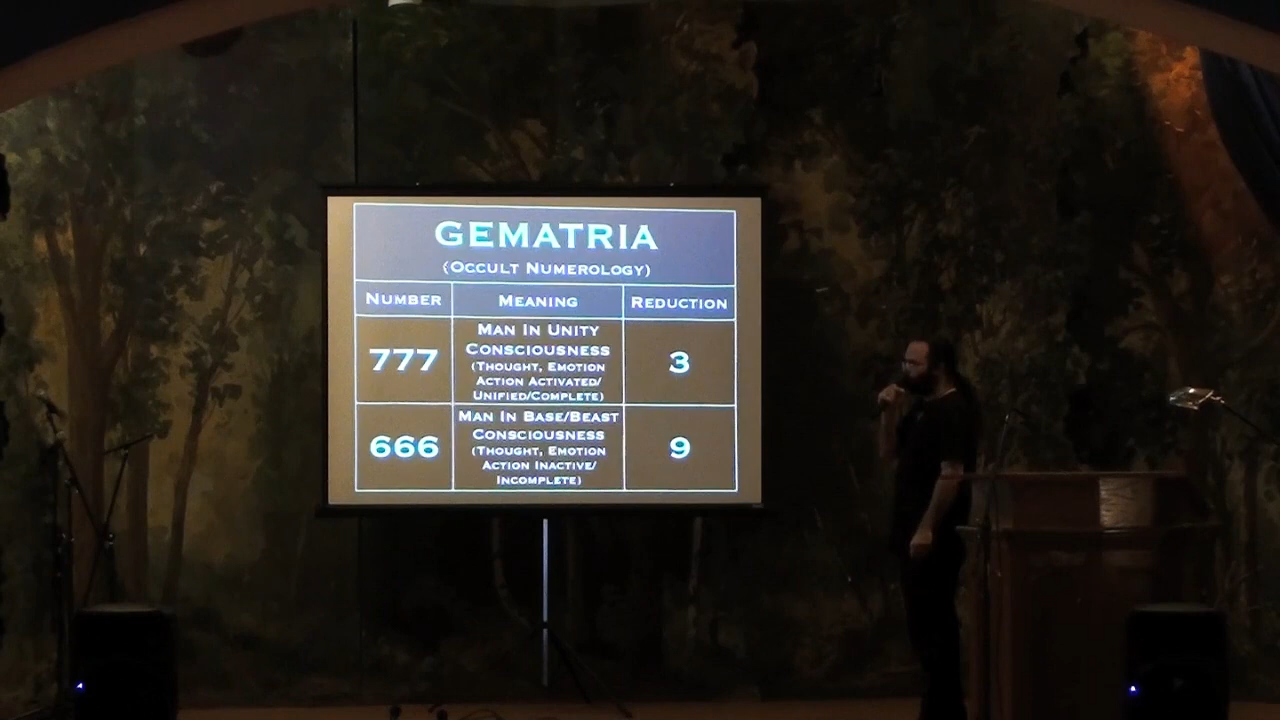 GEMATRIA
(OCCULT NUMEROLOGY)
NUMBER MEANING REDUCTION
777
MAN IN UNITY
CONSCIOUSNESS
(THOUGHT, EMOTION
ACTION ACTIVATED/
UNIFIED/COMPLETE)
3
666
MAN IN BASE/BEAST
CONSCIOUSNESS
(THOUGHT, EMOTION
ACTION INACTIVE/
INCOMPLETE)
9